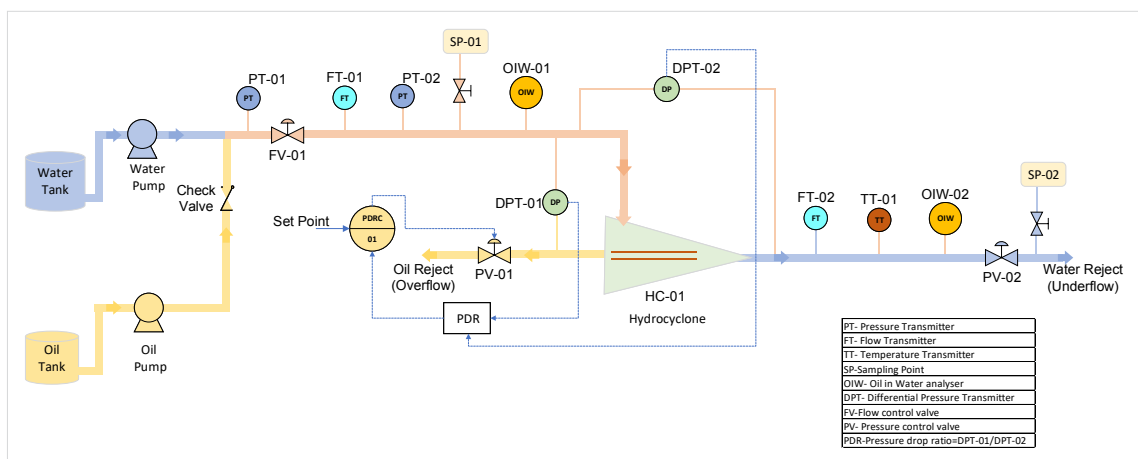 SP-01
PT-01
FT-01
PT-02
OIW-01
DPT-02
PT
FT
PT
OIW
DP
FV-01
Water
Tank
Water
Pump
Check
Valve
DPT-01
DP
SP-02
FT-02
TT-01
OIW-02
FT
TT
OIW
Set Point
PDRC
01
PV-01
Oil Reject
(Overflow)
HC-01
Hydrocyclone
PV-02
Water Reject
(Underflow)
PDR
Oil
Tank
Oil
Pump
PT- Pressure Transmitter
FT- Flow Transmitter
TT- Temperature Transmitter
SP-Sampling Point
OIW- Oil in Water analyser
DPT- Differential Pressure Transmitter
FV-Flow control valve
PV- Pressure control valve
PDR-Pressure drop ratio=DPT-01/DPT-02